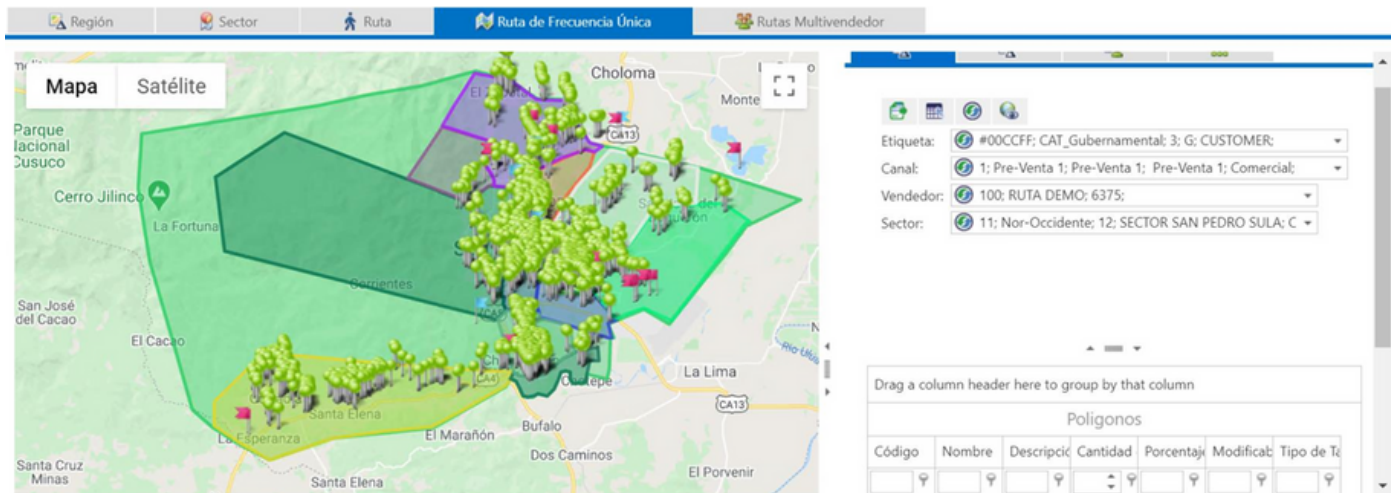 Región
Sector
Ruta
Ruta de Frecuencia Única
Rutas Multivendedor
Mapa
Satélite
Choloma
Monte
CA13
Parque
Nacional
Cusuco
Cerro Jilinco
La Fortuna
Corrientes
San José
del Cacao
El Cacao
La Lima
CA4
CA13
Santa Elena
La Esperanza
El Marañón
Bufalo
Dos Caminos
Santa Cruz
Minas
Santa Elena
El Porvenir
Etiqueta: #00CCFF; CAT_Gubernamental; 3; G; CUSTOMER;
Canal: 1; Pre-Venta 1; Pre-Venta 1; Pre-Venta 1; Comercial;
Vendedor: 100; RUTA DEMO; 6375;
Sector: 11; Nor-Occidente; 12; SECTOR SAN PEDRO SULA; C
Drag a column header here to group by that column
Poligonos
Código Nombre Descripció Cantidad Porcentaje Modificab Tipo de Ta